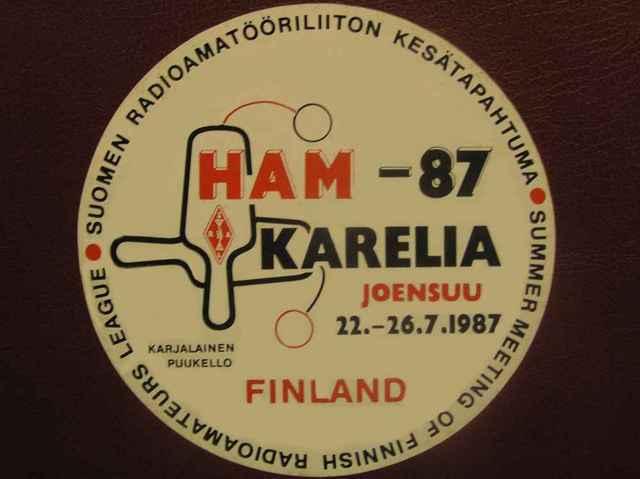 SUOMEN RADIOAMATÖÖRILIITON KESÄTAPAHTUMA
SUMMER MEETING OF FINNISH RADIOAMATEURS LEAGUE
HAM -87
KARELIA
JOENSUU
22.-26.7.1987
KARJALAINEN
PUUKELLO
FINLAND